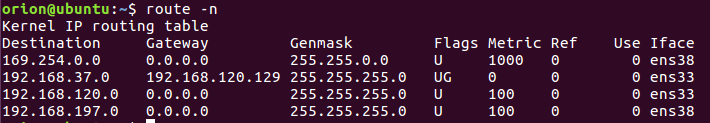 orion@ubuntu:~$ route -n
Kernel IP routing table
Destination     Gateway         Genmask         Flags Metric Ref    Use Iface
169.254.0.0     0.0.0.0         255.255.0.0     U     1000   0        0 ens38
192.168.37.0    192.168.120.129 255.255.255.0   UG    0      0        0 ens33
192.168.120.0   0.0.0.0         255.255.255.0   U     100    0        0 ens33
192.168.197.0   0.0.0.0         255.255.255.0   U     100    0        0 ens38